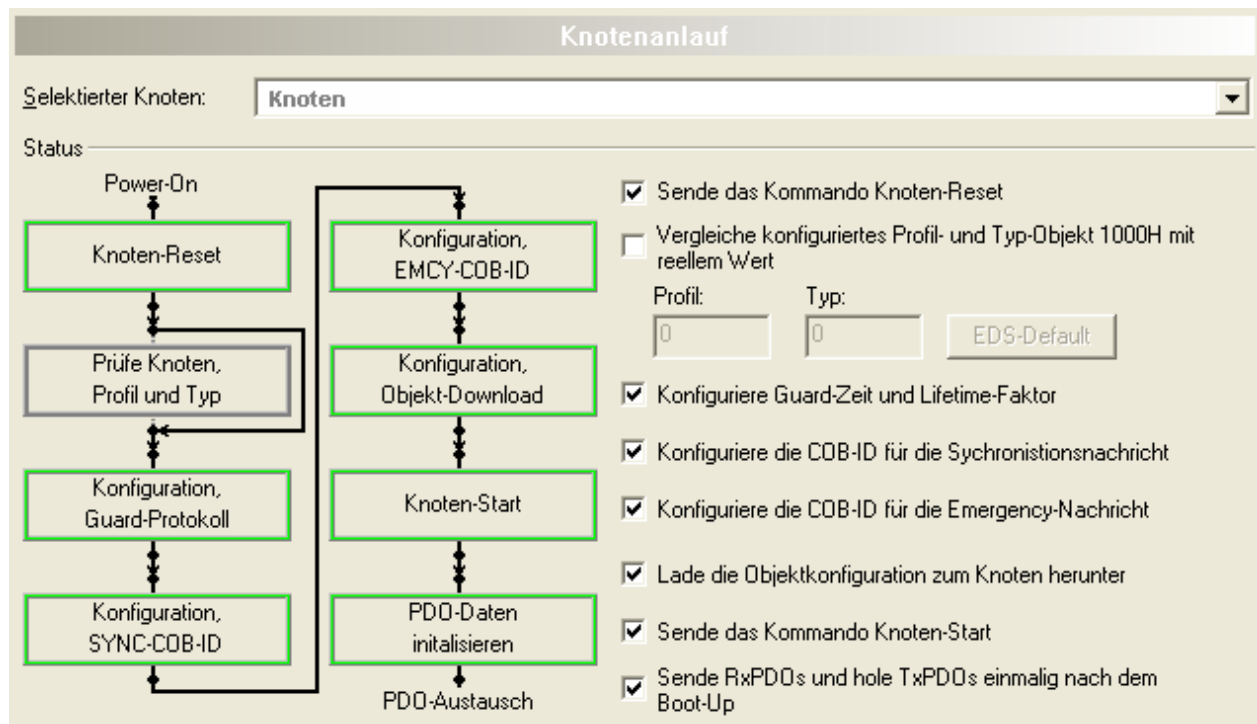 Knotenanlauf
Selektierter Knoten:
Knoten
Status
Power-On
Knoten-Reset
Prüfe Knoten,
Profil und Typ
Konfiguration,
Guard-Protokoll
Konfiguration,
SYNC-COB-ID
Konfiguration,
EMCY-COB-ID
Konfiguration,
Objekt-Download
Knoten-Start
PDO-Daten
initalisieren
PDO-Austausch
Sende das Kommando Knoten-Reset
Vergleiche konfiguriertes Profil- und Typ-Objekt 1000H mit
reellem Wert
Profil:
Typ:
0
0
EDS-Default
Konfiguriere Guard-Zeit und Lifetime-Faktor
Konfiguriere die COB-ID für die Sychronistionsnachricht
Konfiguriere die COB-ID für die Emergency-Nachricht
Lade die Objektkonfiguration zum Knoten herunter
Sende das Kommando Knoten-Start
Sende RxPDOs und hole TxPDOs einmalig nach dem
Boot-Up